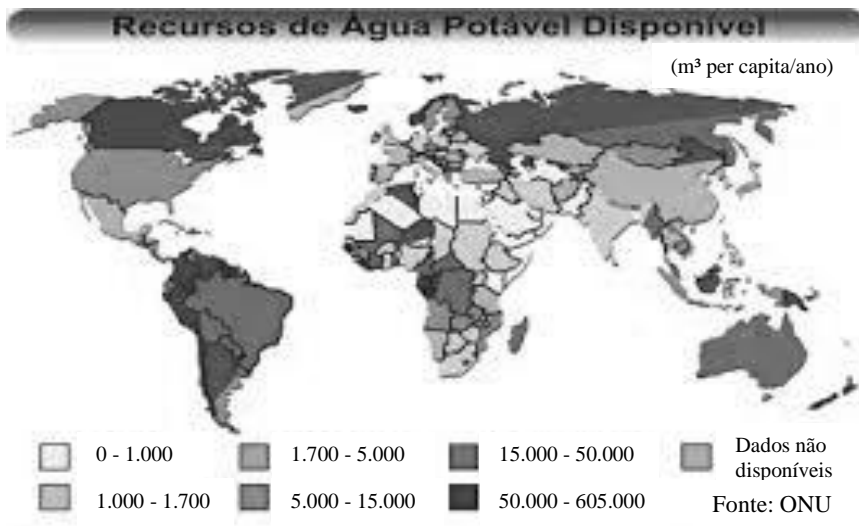 Recursos de Água Potável Disponível
(m³ per capita/ano)
0 - 1.000
1.700 - 5.000
15.000 - 50.000
Dados não
disponíveis
1.000 - 1.700
5.000 - 15.000
50.000 - 605.000
Fonte: ONU